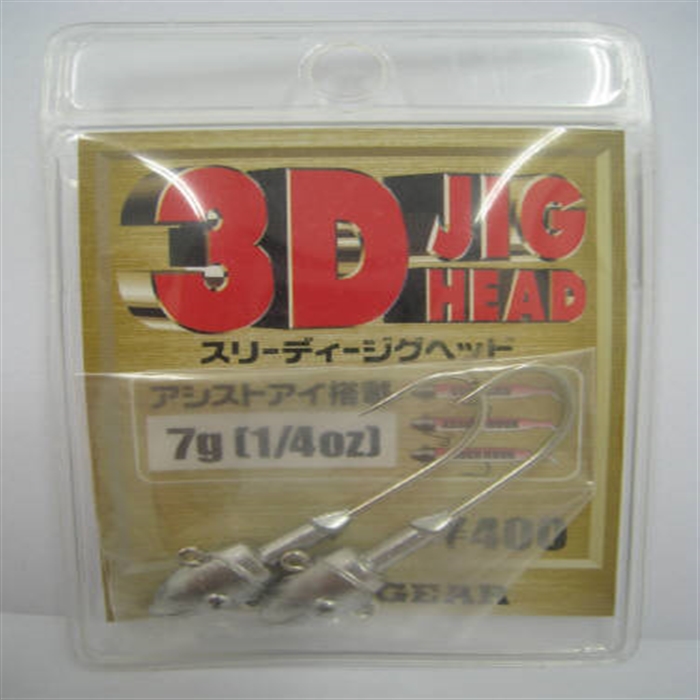 3D JIG
HEAD
スリーディージグヘッド
アシストアイ搭載
7g (1/4oz)
¥400
GEAR